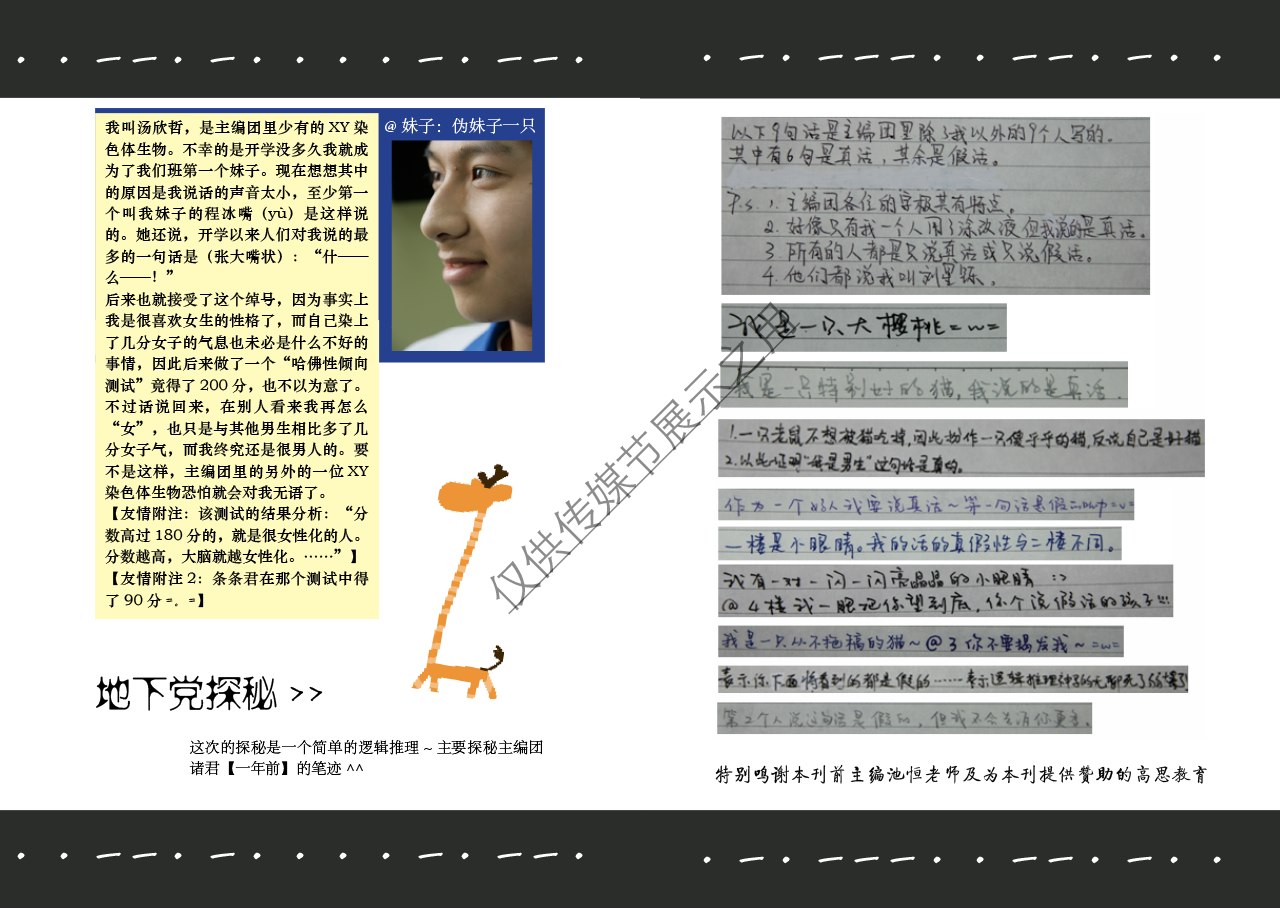 我叫汤欣哲，是主编团里少有的 XY 染
色体生物。不幸的是开学没多久我就成
为了我们班第一个妹子。现在想想其中
的原因是我说话的声音太小，至少第一
个叫我妹子的程冰嘴（yù）是这样说
的。她还说，开学以来人们对我说的最
多的一句话是（张大嘴状）：“什——
么——！”
后来也就接受了这个绰号，因为事实上
我是很喜欢女生的性格了，而自己染上
了几分女子的气息也未必是什么不好的
事情，因此后来做了一个“哈佛性倾向
测试”竟得了 200 分，也不以为意了。
不过话说回来，在别人看来我再怎么
“女”，也只是与其他男生相比多了几
分女子气，而我终究还是很男人的。要
不是这样，主编团里的另外的一位 XY
染色体生物恐怕就会对我无语了。
【友情附注：该测试的结果分析：“分
数高过 180 分的，就是很女性化的人。
分数越高，大脑就越女性化。……”】
【友情附注 2：条条君在那个测试中得
了 90 分 =．=】
@ 妹子：伪妹子一只
地下党探秘 >>
这次的探秘是一个简单的逻辑推理 ~ 主要探秘主编团
诸君【一年前】的笔迹 ^^
以下9句话是主编团里除了我以外的9个人写的。
其中有6句是真话，其余是假话。
P.s. 1. 主编团各位的字极其有特点。
2. 好像只有我一个人用了涂改液 但我说的是真话。
3. 所有的人都是只说真话或只说假话。
4. 他们都说我叫刘星辍.
我是一只大樱桃=w=
我是一只特别好的猫，我说的是真话．
1.一只老鼠不想被猫吃掉,因此扮作一只傻乎乎的猫,反说自己是好猫
2.以此证明“我是男生”这句话是真的。
作为一个好人我要说真话~第一句话是假
一楼是小眼睛。我的话的真假性与二楼不同。
我有一对一闪一闪亮晶晶的小眼睛 :>
@ 4楼 我一眼把你望到底，你个说假话的孩子!!!
我是一只从不拖稿的猫~@3 你不要揭发我~=w=
表示你下面将看到的都是假的……表示逻辑推理
第2个人说这句话是假的，但我不会告诉你更多.
特别鸣谢本刊前主编池恒老师及为本刊提供赞助的高思教育
仅供传媒节展示之用